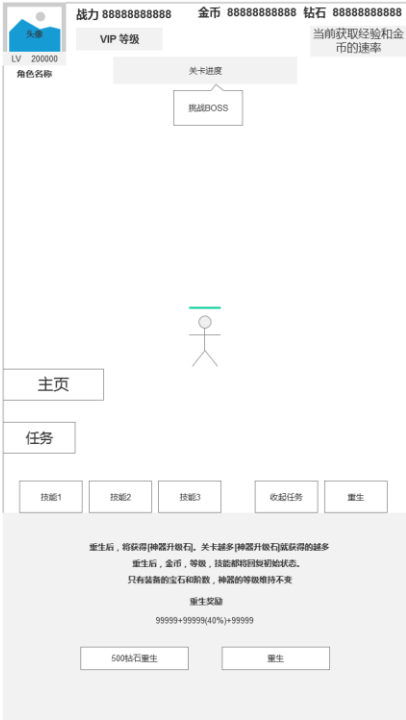 头像
战力 88888888888
金币 88888888888
钻石 88888888888
VIP 等级
当前获取经验和金
币的速率
LV 200000
角色名称
关卡进度
挑战BOSS
主页
任务
技能1
技能2
技能3
收起任务
重生
重生后，将获得[神器升级石]。关卡越多[神器升级石]就获得的越多
重生后，金币，等级，技能都将回复初始状态。
只有装备的宝石和阶数，神器的等级维持不变
重生奖励
99999+99999(40%)+99999
500钻石重生
重生